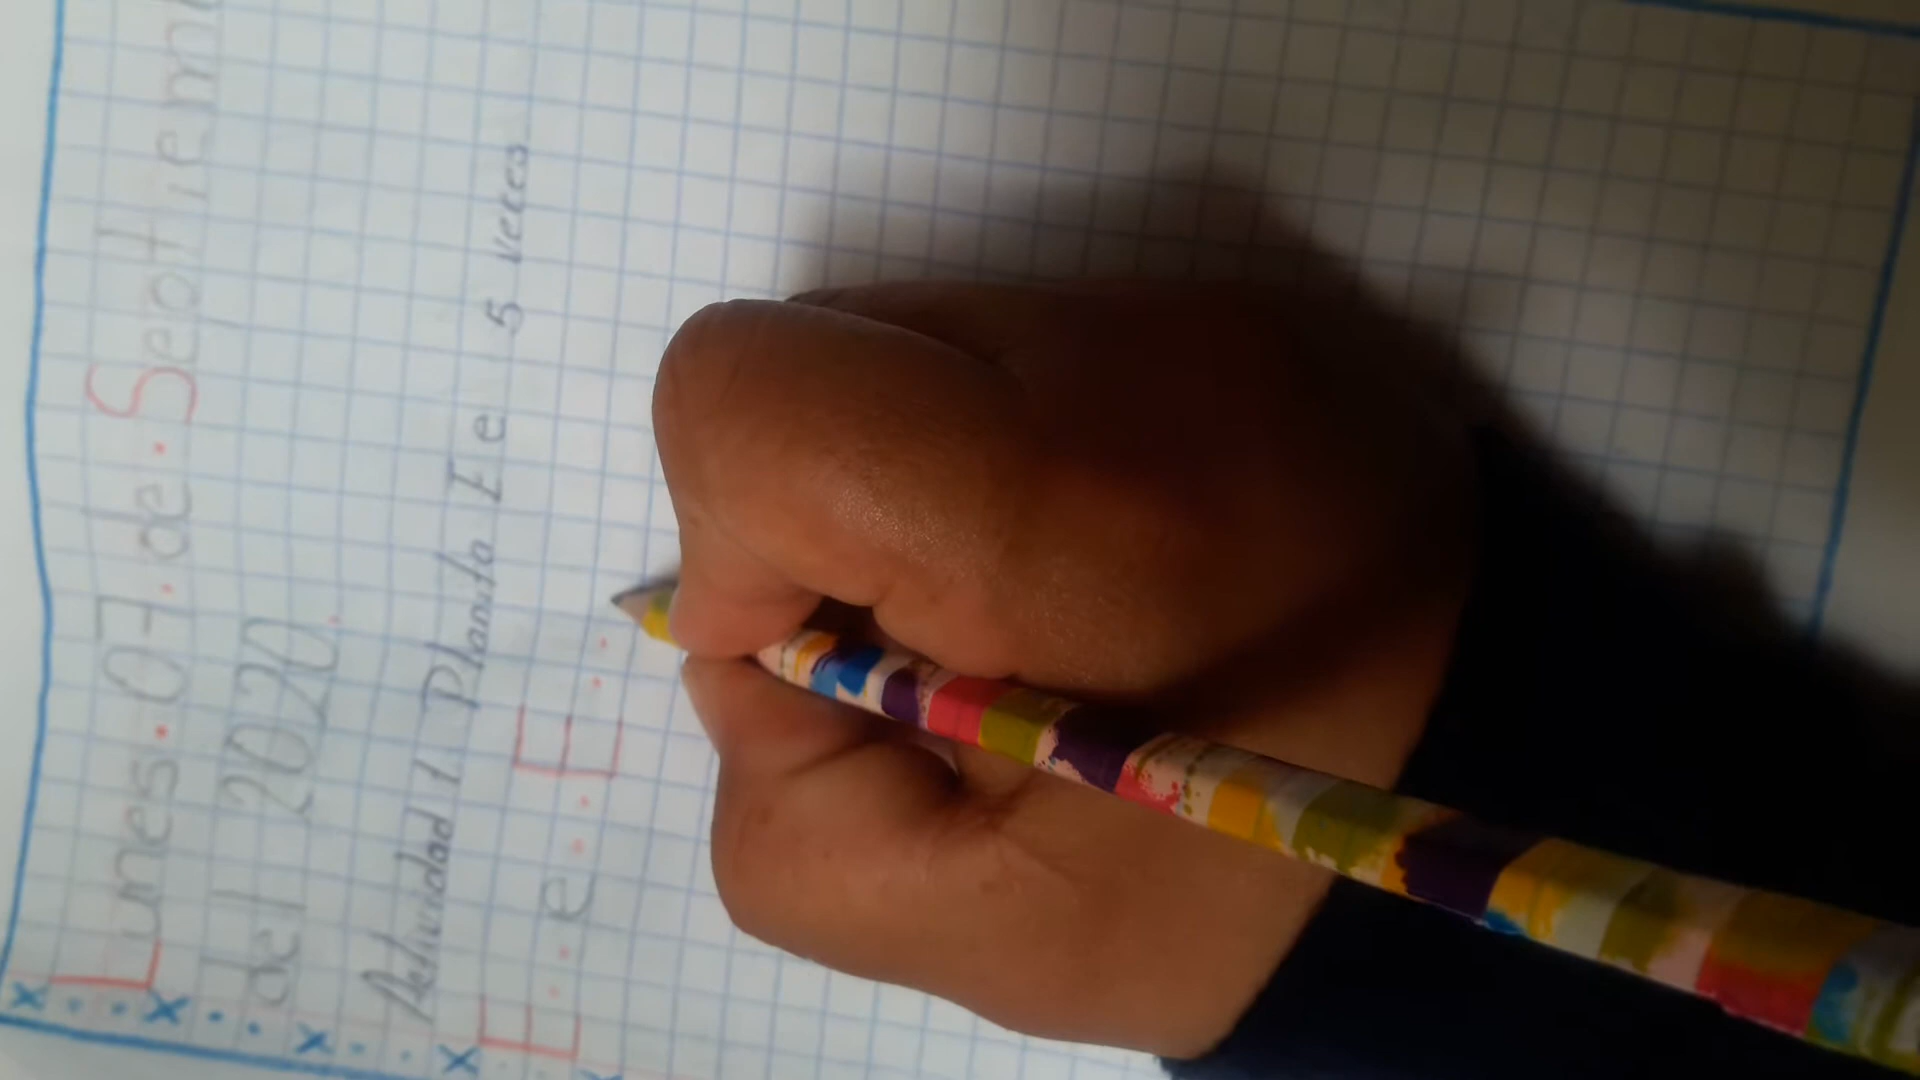 Lunes..07..de.Septiem
del 2020.
Actividad 1 Planita E e 5 veces
E..e..E..